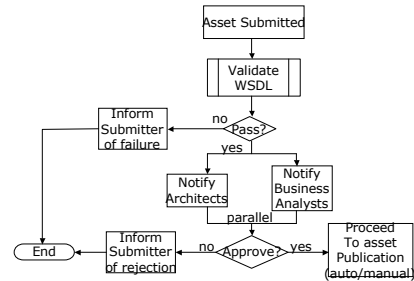 Asset Submitted
Validate
WSDL
Inform
Submitter
of failure
no
Pass?
yes
Notify
Architects
Notify
Business
Analysts
parallel
End
Inform
Submitter
of rejection
no
Approve?
yes
Proceed
To asset
Publication
(auto/manual)